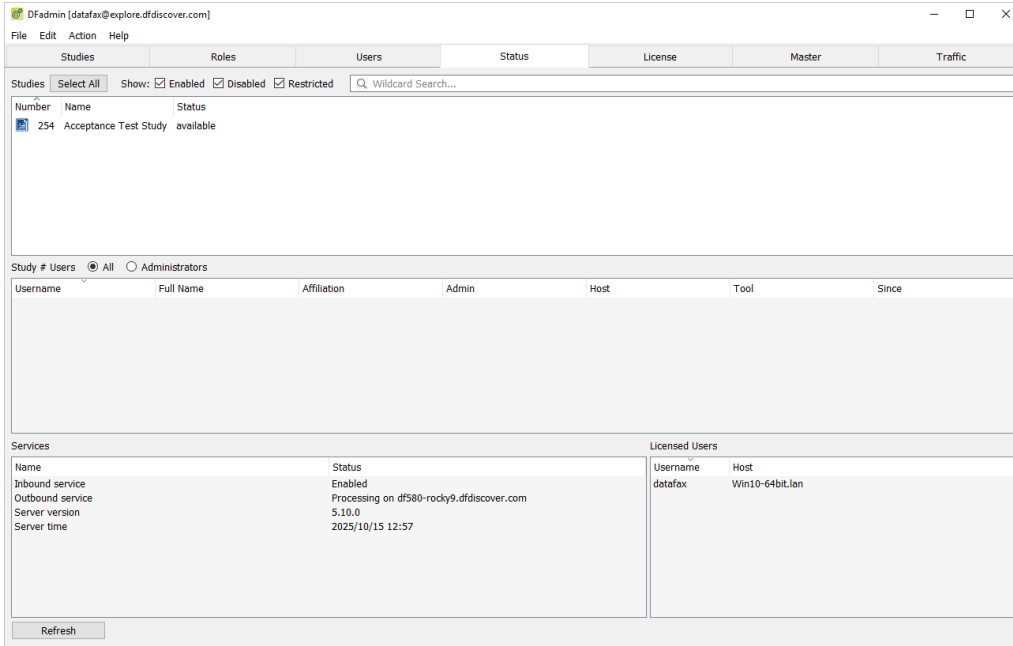 DFadmin [datafax@explore.dfdiscover.com]
File Edit Action Help
Studies Roles Users Status License Master Traffic
Studies Select All Show: Enabled Disabled Restricted Wildcard Search...
Number Name Status
254 Acceptance Test Study available
Study # Users All Administrators
Username Full Name Affiliation Admin Host Tool Since
Services
Name Status
Inbound service Enabled
Outbound service Processing on df580-rocky9.dfdiscover.com
Server version 5.10.0
Server time 2025/10/15 12:57
Licensed Users
Username Host
datafax Win10-64bit.lan
Refresh